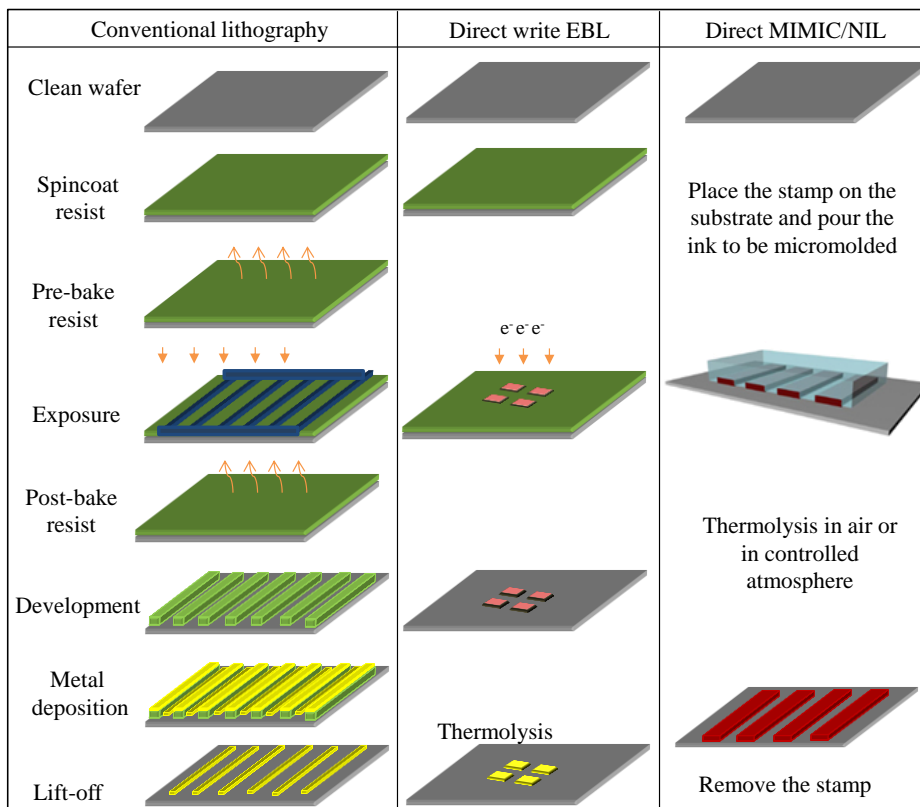 Conventional lithography
Direct write EBL
Direct MIMIC/NIL
Clean wafer
Spincoat
resist
Place the stamp on the
substrate and pour the
ink to be micromolded
Pre-bake
resist
e⁻ e⁻ e⁻
Exposure
Post-bake
resist
Thermolysis in air or
in controlled
atmosphere
Development
Metal
deposition
Thermolysis
Lift-off
Remove the stamp